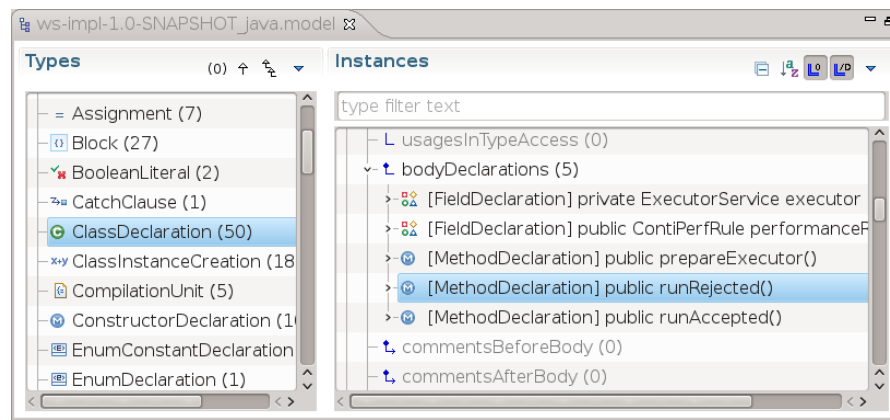 ws-impl-1.0-SNAPSHOT_java.model
Types
(0)
= Assignment (7)
Block (27)
BooleanLiteral (2)
CatchClause (1)
ClassDeclaration (50)
x+y ClassInstanceCreation (18
CompilationUnit (5)
ConstructorDeclaration (1
EnumConstantDeclaration
EnumDeclaration (1)
Instances
type filter text
usagesInTypeAccess (0)
bodyDeclarations (5)
[FieldDeclaration] private ExecutorService executor
[FieldDeclaration] public ContiPerfRule performanceR
[MethodDeclaration] public prepareExecutor()
[MethodDeclaration] public runRejected()
[MethodDeclaration] public runAccepted()
commentsBeforeBody (0)
commentsAfterBody (0)